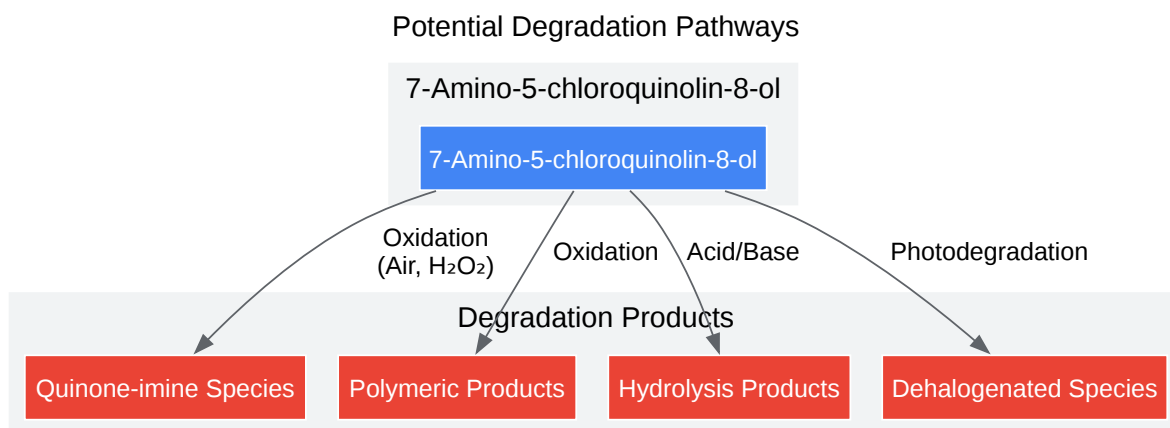 Potential Degradation Pathways
7-Amino-5-chloroquinolin-8-ol
7-Amino-5-chloroquinolin-8-ol
Oxidation
(Air, H₂O₂)
Oxidation
Acid/Base
Photodegradation
Degradation Products
Quinone-imine Species
Polymeric Products
Hydrolysis Products
Dehalogenated Species